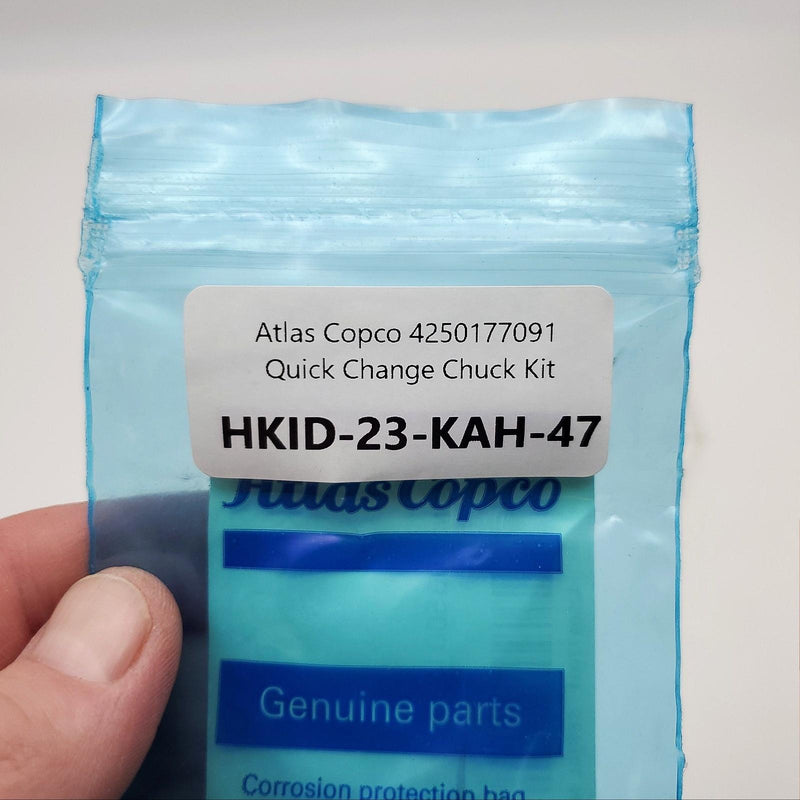 Atlas Copco 4250177091
Quick Change Chuck Kit
HKID-23-KAH-47
Atlas Copco
Genuine parts
Corrosion protection bag